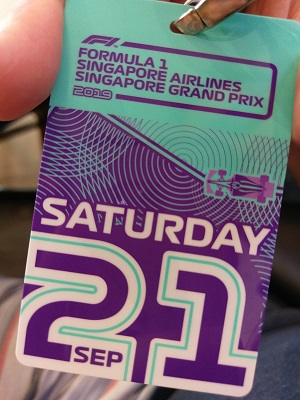 F1
FORMULA 1
SINGAPORE AIRLINES
SINGAPORE GRAND PRIX
2019
SATURDAY
21
SEP